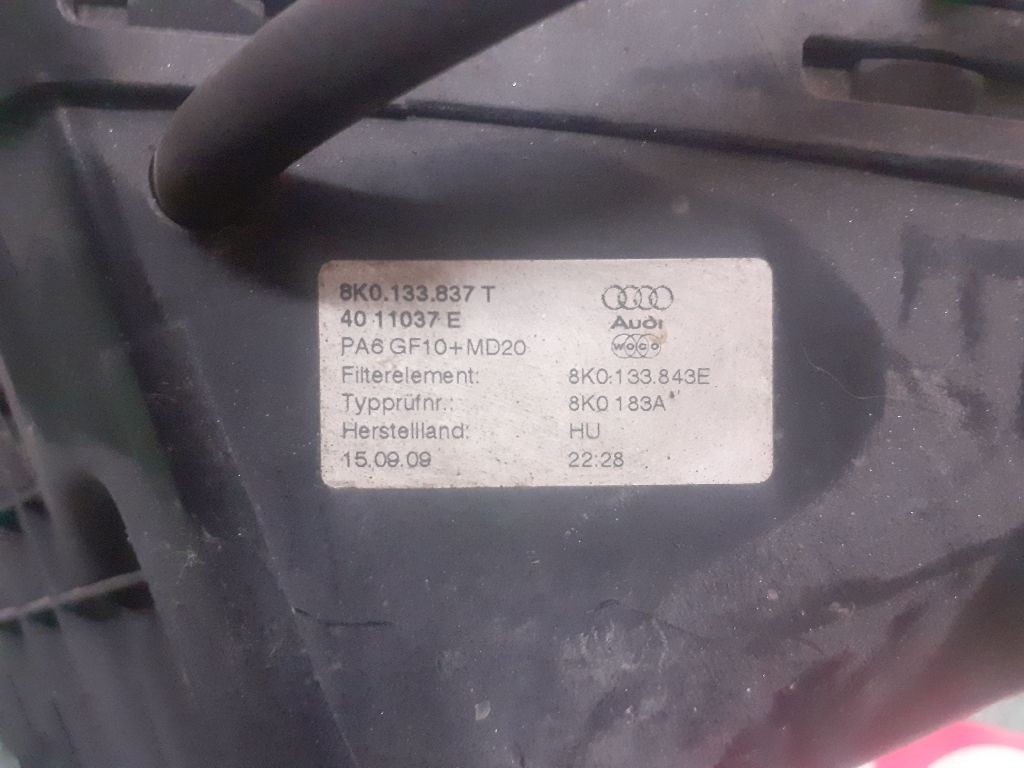 8K0.133.837 T
40 11037 E
Audi
PA6 GF10+MD20
woco
Filterelement: 8K0.133.843E
Typprüfnr.: 8K0 183A
Herstellland: HU
15.09.09 22:28